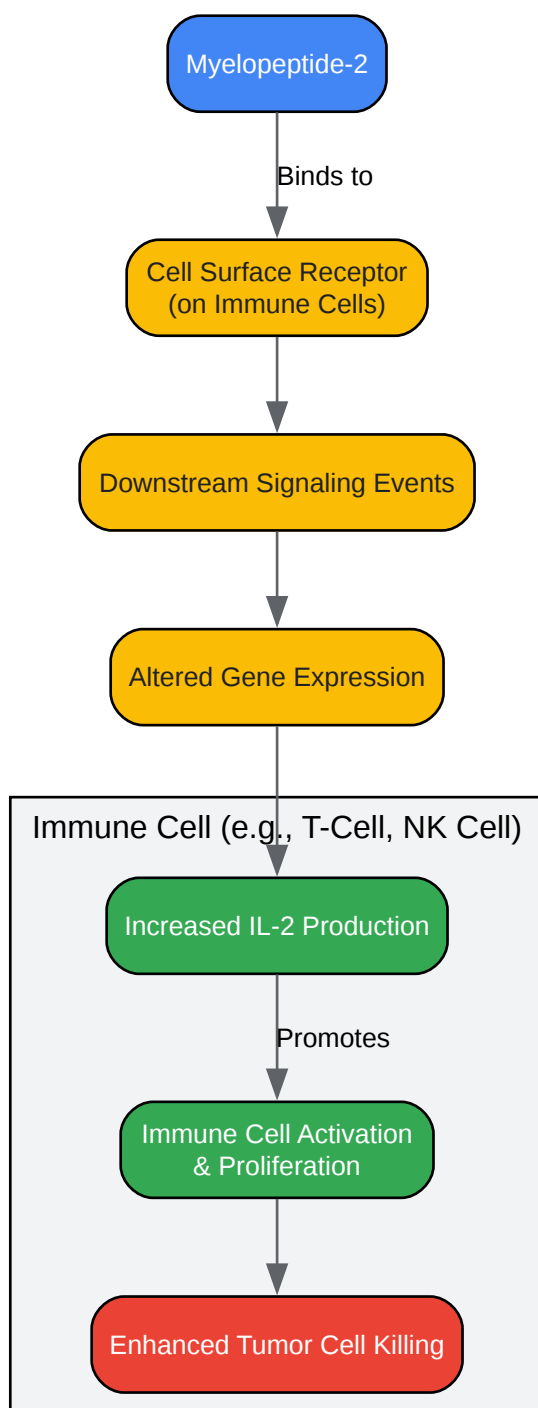 Myelopeptide-2
Binds to
Cell Surface Receptor
(on Immune Cells)
Downstream Signaling Events
Altered Gene Expression
Immune Cell (e.g., T-Cell, NK Cell)
Increased IL-2 Production
Promotes
Immune Cell Activation
& Proliferation
Enhanced Tumor Cell Killing